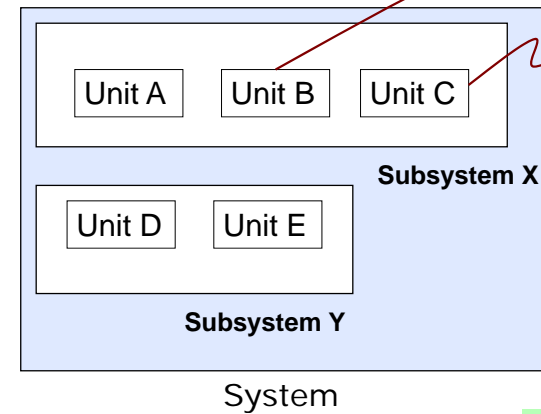 Unit A Unit B Unit C
Subsystem X
Unit D Unit E
Subsystem Y
System